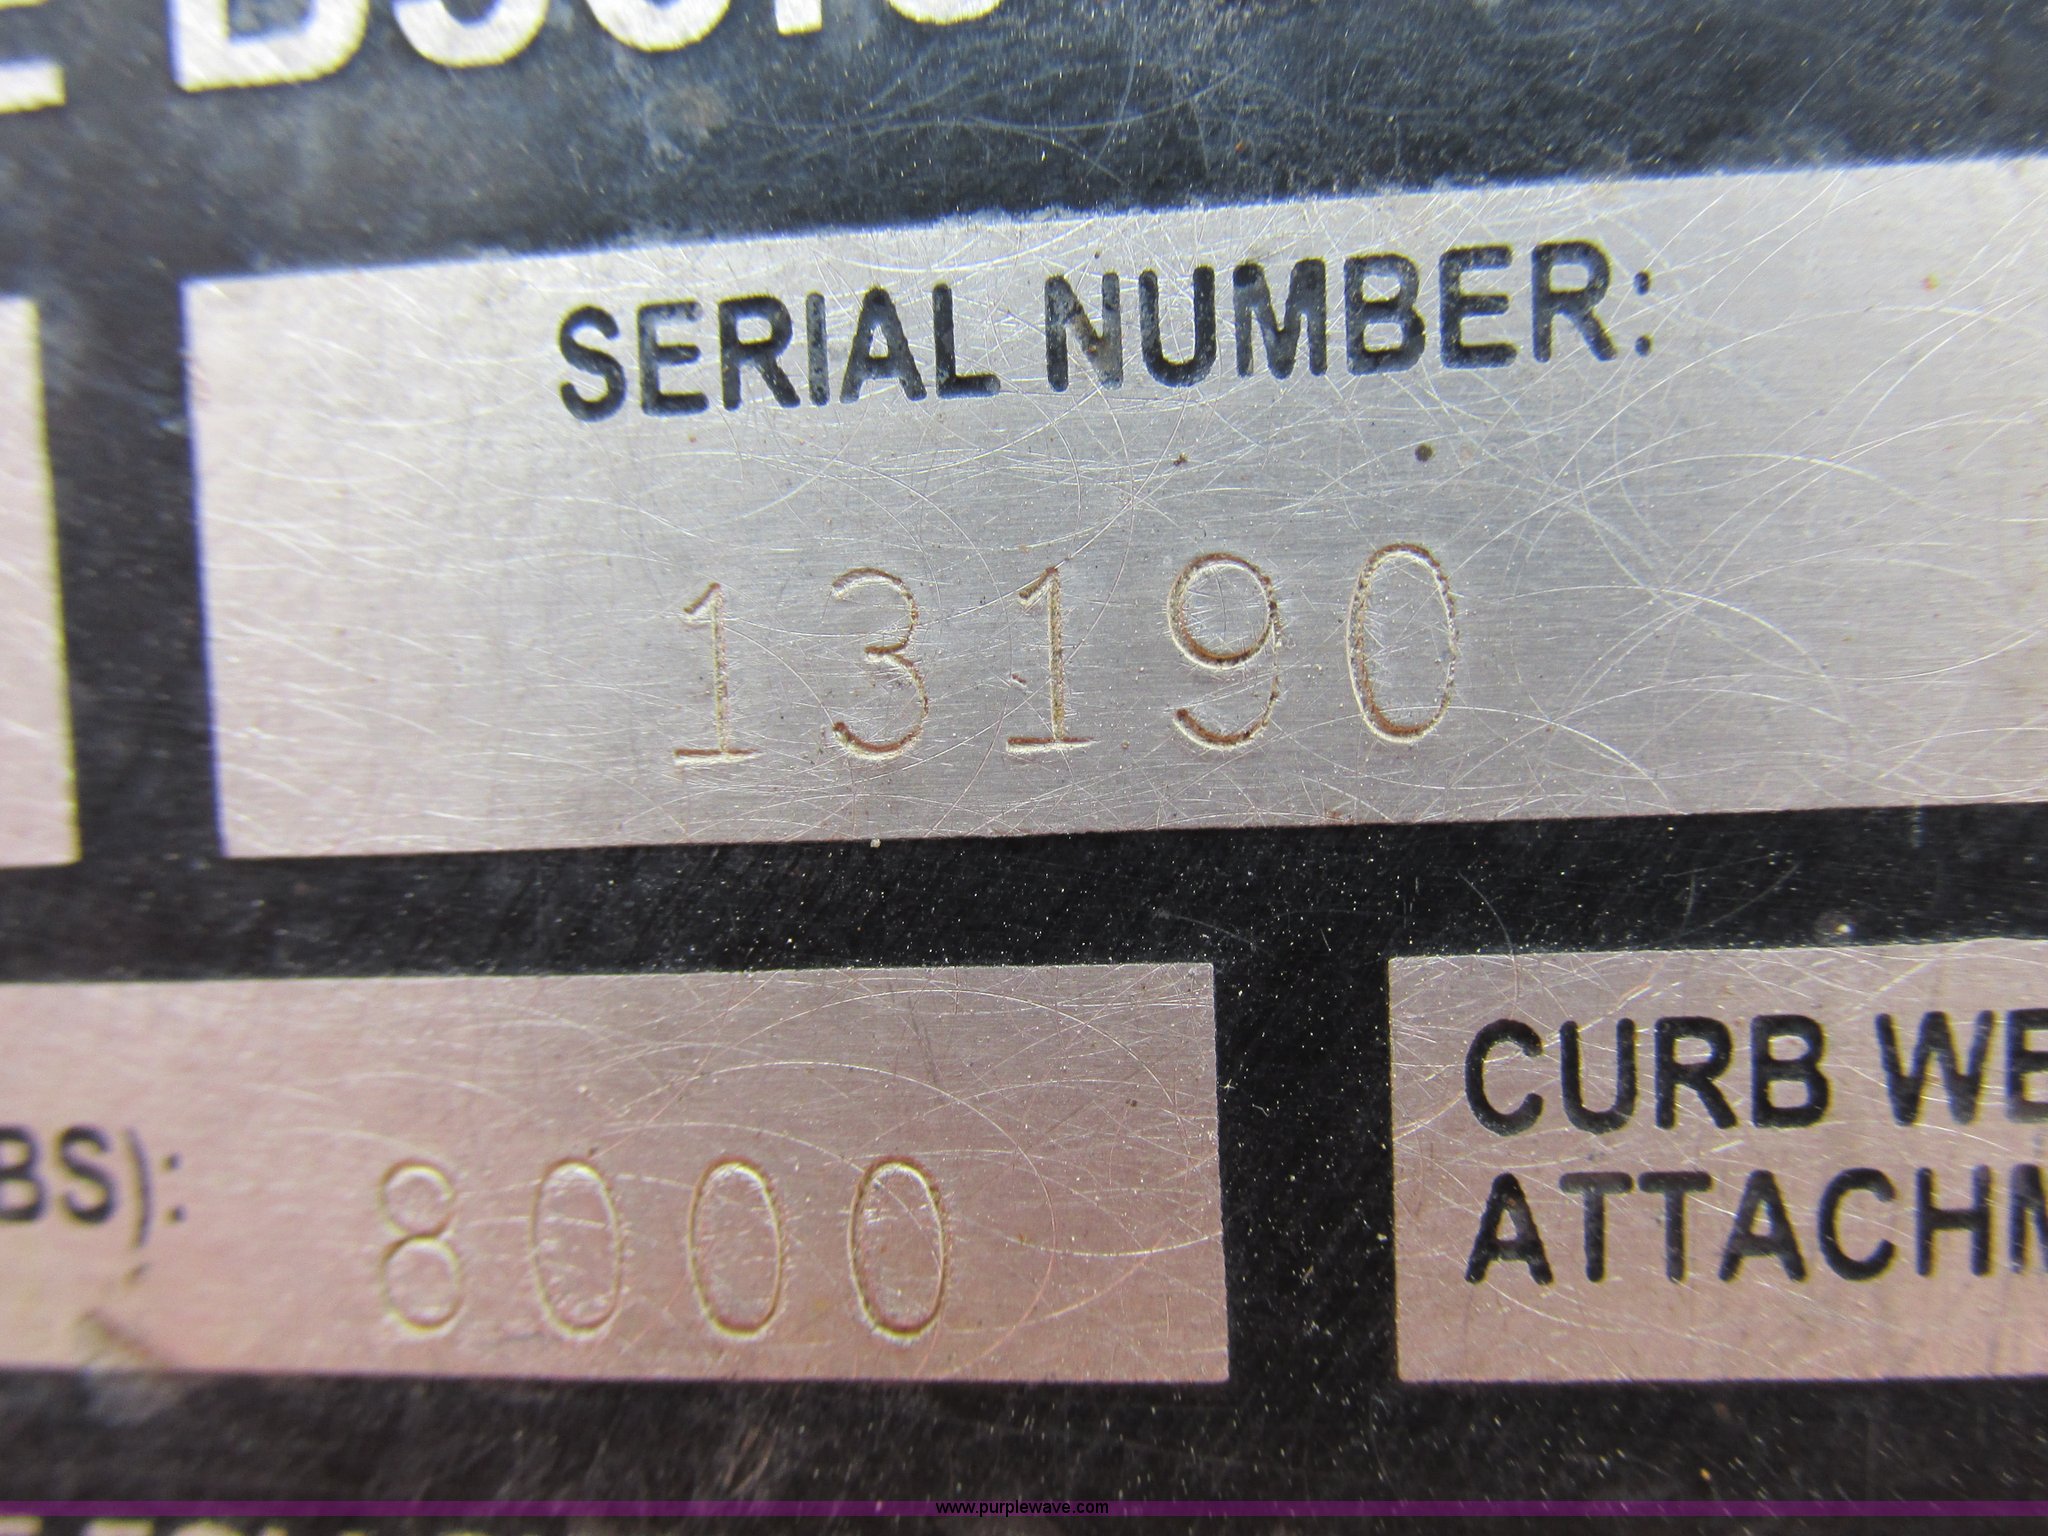 SERIAL NUMBER:
13190
BS): 8000
CURB WE
ATTACHM
www.purplewave.com